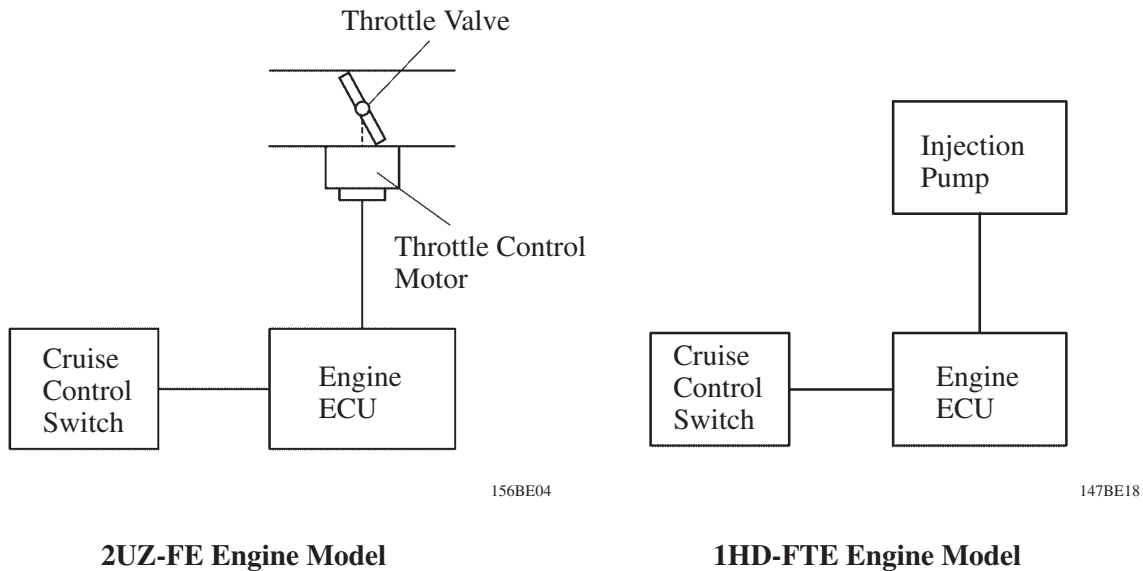 Throttle Valve
Throttle Control
Motor
Cruise
Control
Switch
Engine
ECU
156BE04
2UZ-FE Engine Model
Injection
Pump
Cruise
Control
Switch
Engine
ECU
147BE18
1HD-FTE Engine Model